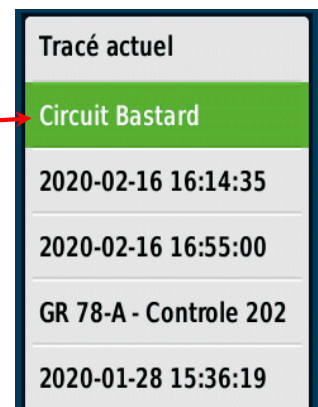 Tracé actuel
Circuit Bastard
2020-02-16 16:14:35
2020-02-16 16:55:00
GR 78-A - Controle 202
2020-01-28 15:36:19